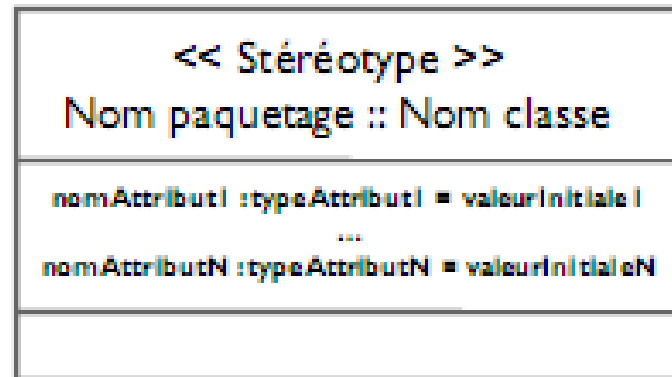 << Stéréotype >>
Nom paquetage :: Nom classe
nomAttribut1 :typeAttribut1 = valeurInitiale1
...
nomAttributN :typeAttributN = valeurInitialeN